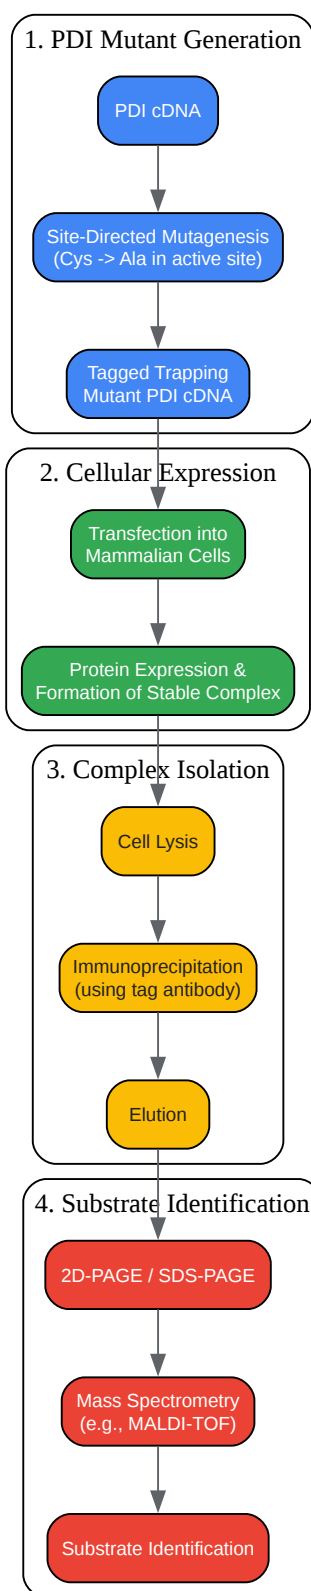 1. PDI Mutant Generation
PDI cDNA
Site-Directed Mutagenesis
(Cys -> Ala in active site)
Tagged Trapping
Mutant PDI cDNA
2. Cellular Expression
Transfection into
Mammalian Cells
Protein Expression &
Formation of Stable Complex
3. Complex Isolation
Cell Lysis
Immunoprecipitation
(using tag antibody)
Elution
4. Substrate Identification
2D-PAGE / SDS-PAGE
Mass Spectrometry
(e.g., MALDI-TOF)
Substrate Identification